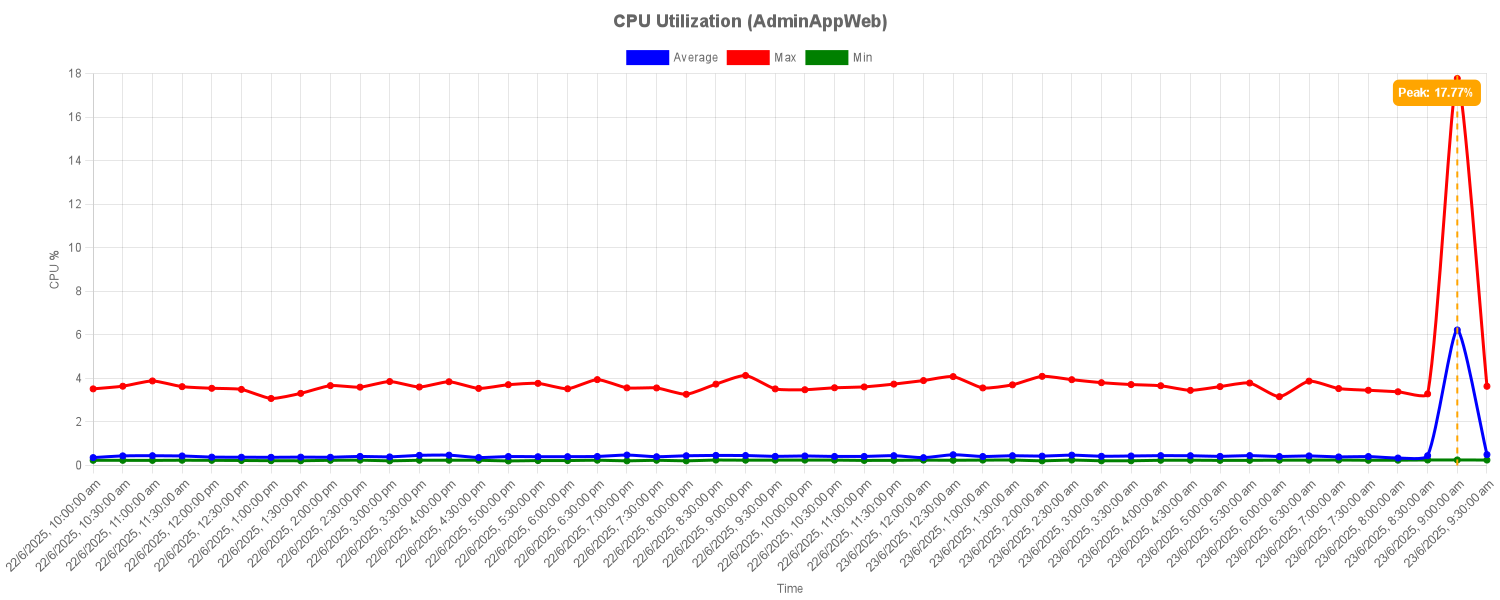 CPU Utilization (AdminAppWeb)
Average Max Min
18
Peak: 17.77%
16
14
12
10
8
6
4
2
0
CPU %
22/6/2025, 10:00:00 am
22/6/2025, 10:30:00 am
22/6/2025, 11:00:00 am
22/6/2025, 11:30:00 am
22/6/2025, 12:00:00 pm
22/6/2025, 12:30:00 pm
22/6/2025, 1:00:00 pm
22/6/2025, 1:30:00 pm
22/6/2025, 2:00:00 pm
22/6/2025, 2:30:00 pm
22/6/2025, 3:00:00 pm
22/6/2025, 3:30:00 pm
22/6/2025, 4:00:00 pm
22/6/2025, 4:30:00 pm
22/6/2025, 5:00:00 pm
22/6/2025, 5:30:00 pm
22/6/2025, 6:00:00 pm
22/6/2025, 6:30:00 pm
22/6/2025, 7:00:00 pm
22/6/2025, 7:30:00 pm
22/6/2025, 8:00:00 pm
22/6/2025, 8:30:00 pm
22/6/2025, 9:00:00 pm
22/6/2025, 9:30:00 pm
22/6/2025, 10:00:00 pm
22/6/2025, 10:30:00 pm
22/6/2025, 11:00:00 pm
22/6/2025, 11:30:00 pm
23/6/2025, 12:00:00 am
23/6/2025, 12:30:00 am
23/6/2025, 1:00:00 am
23/6/2025, 1:30:00 am
23/6/2025, 2:00:00 am
23/6/2025, 2:30:00 am
23/6/2025, 3:00:00 am
23/6/2025, 3:30:00 am
23/6/2025, 4:00:00 am
23/6/2025, 4:30:00 am
23/6/2025, 5:00:00 am
23/6/2025, 5:30:00 am
23/6/2025, 6:00:00 am
23/6/2025, 6:30:00 am
23/6/2025, 7:00:00 am
23/6/2025, 7:30:00 am
23/6/2025, 8:00:00 am
23/6/2025, 8:30:00 am
23/6/2025, 9:00:00 am
23/6/2025, 9:30:00 am
Time